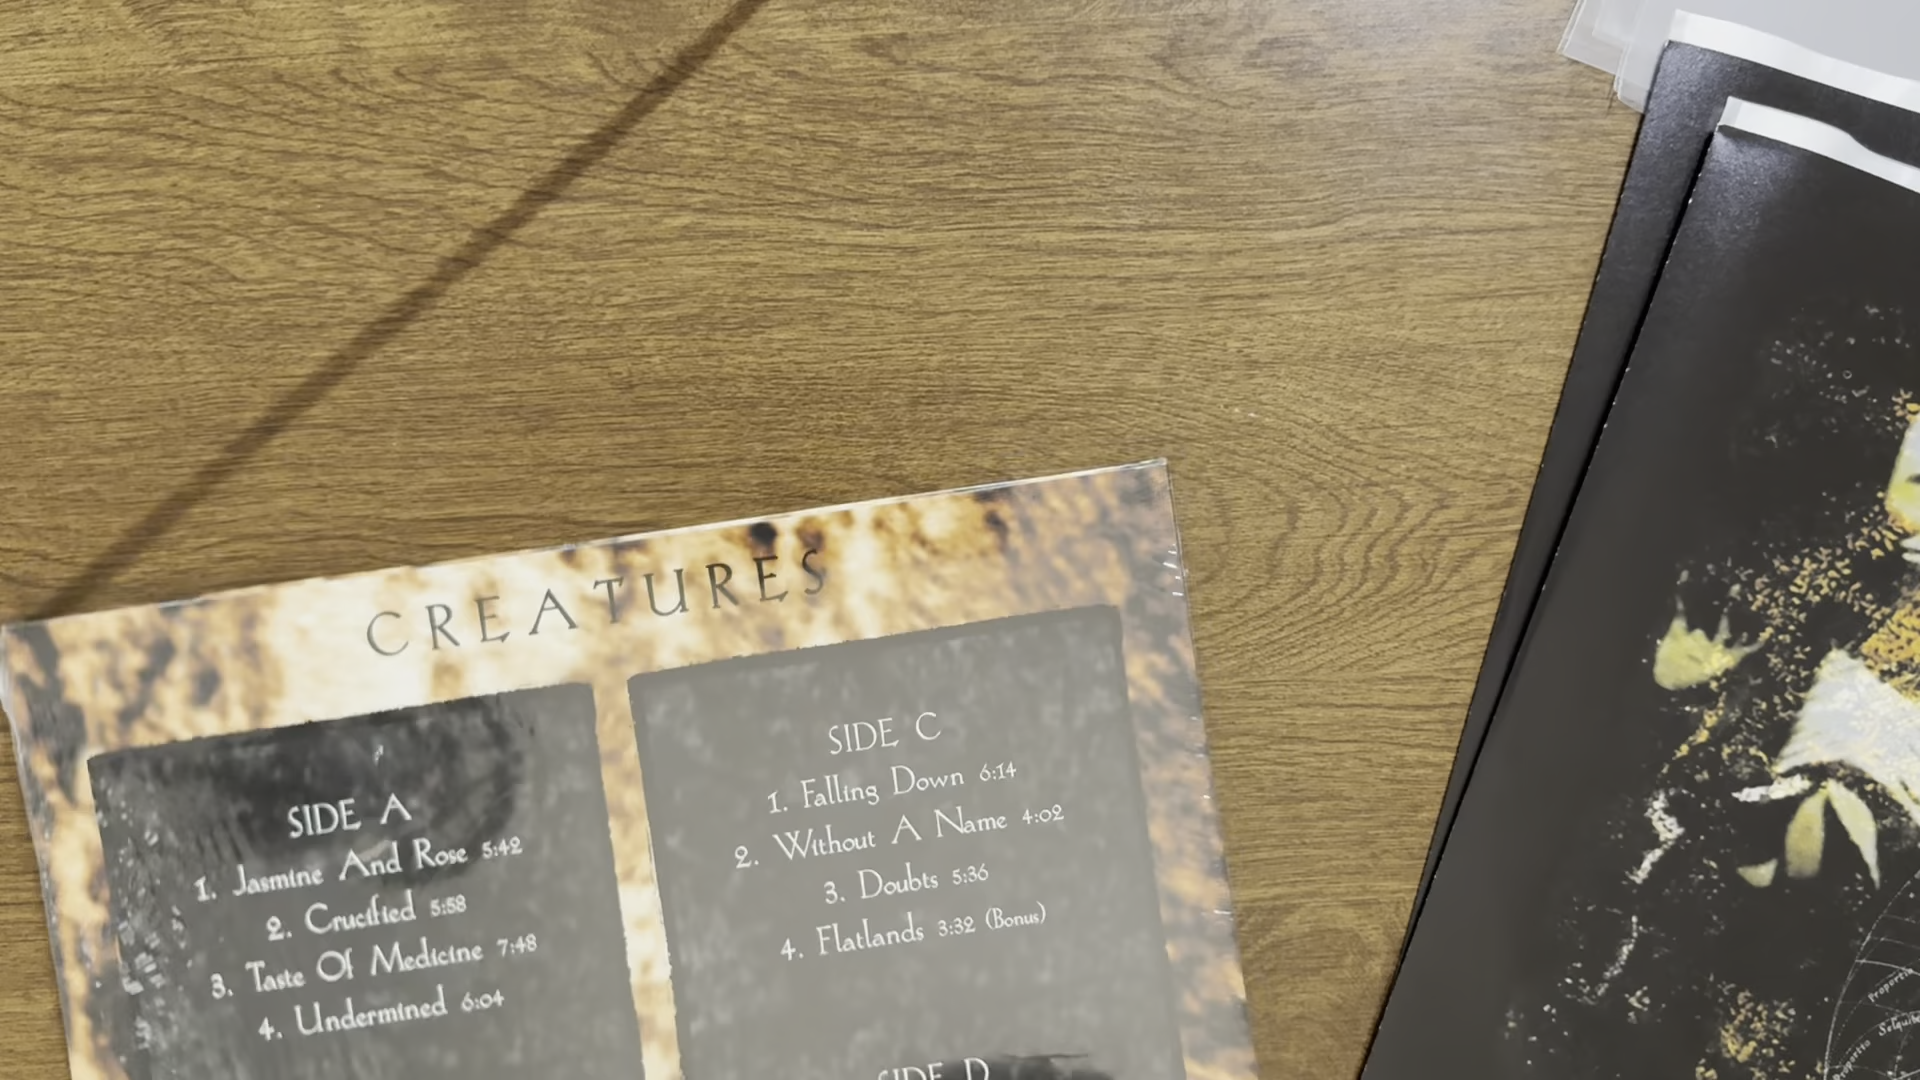 CREATURES
SIDE A
1. Jasmine And Rose 5:42
2. Crucified 5:58
3. Taste Of Medicine 7:48
4. Undermined 6:04
SIDE C
1. Falling Down 6:14
2. Without A Name 4:02
3. Doubts 5:36
4. Flatlands 3:32 (Bonus)
SIDE D